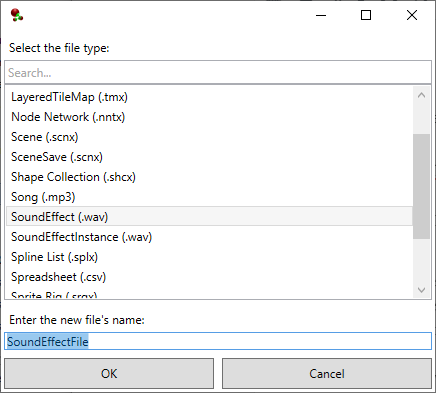 Select the file type:
Search...
LayeredTileMap (.tmx)
Node Network (.nntx)
Scene (.scnx)
SceneSave (.scnx)
Shape Collection (.shcx)
Song (.mp3)
SoundEffect (.wav)
SoundEffectInstance (.wav)
Spline List (.splx)
Spreadsheet (.csv)
Sprite Rig (.srgx)
Enter the new file's name:
SoundEffectFile
OK
Cancel